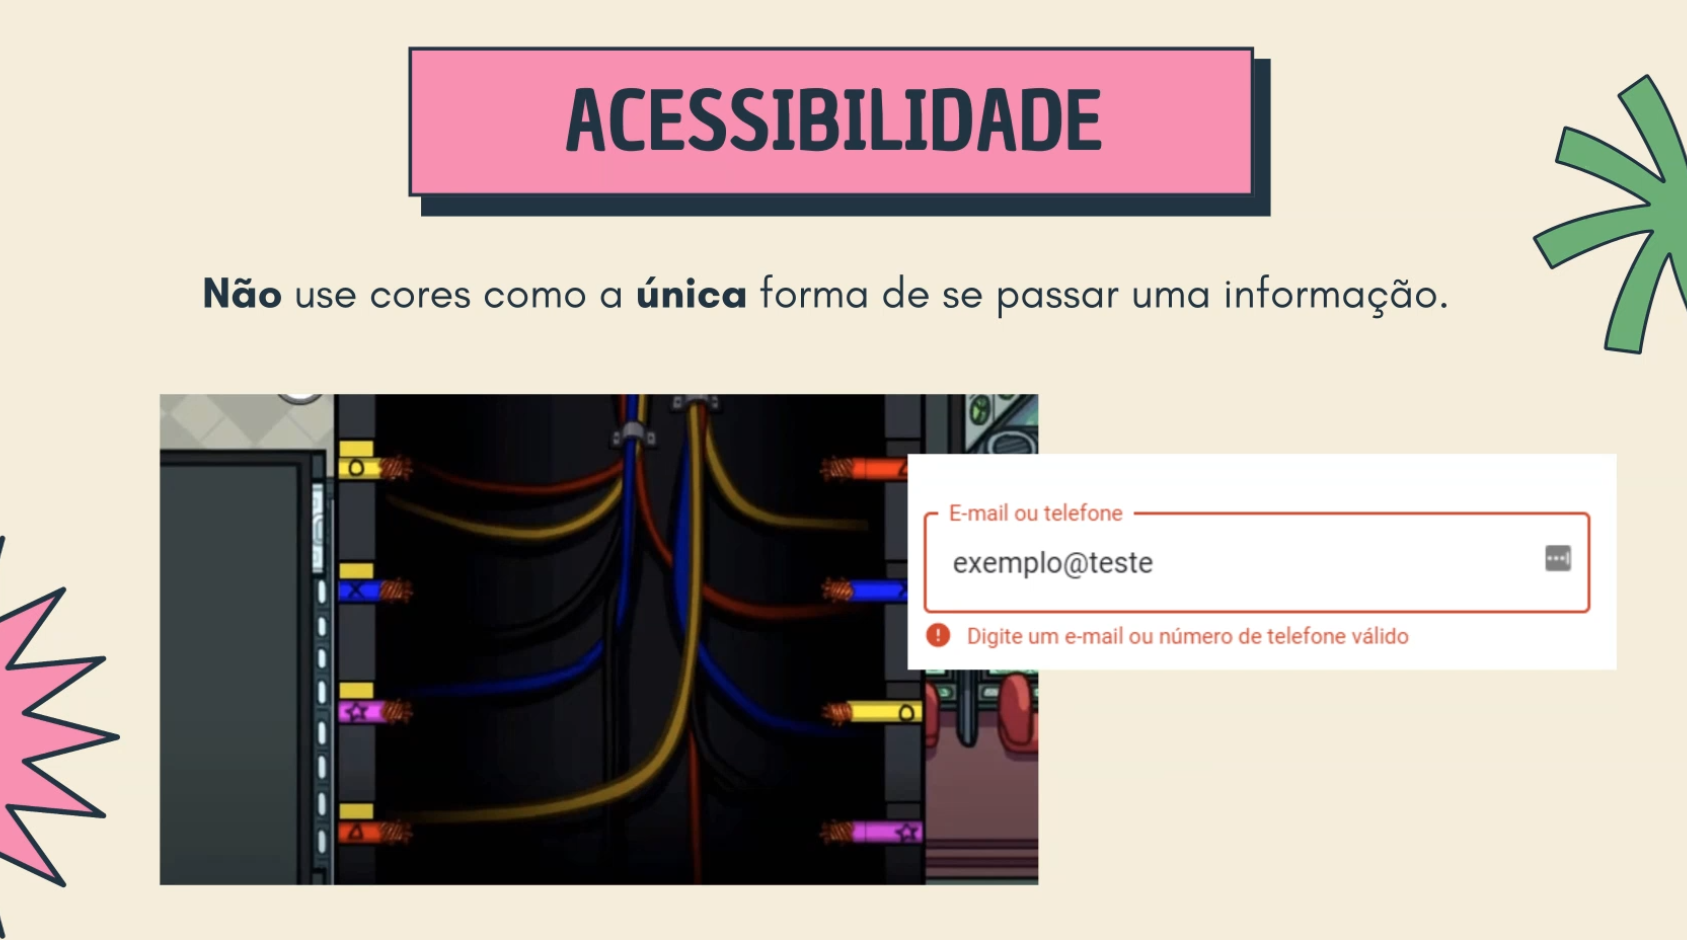 ACESSIBILIDADE
Não use cores como a única forma de se passar uma informação.
E-mail ou telefone
exemplo@teste
Digite um e-mail ou número de telefone válido